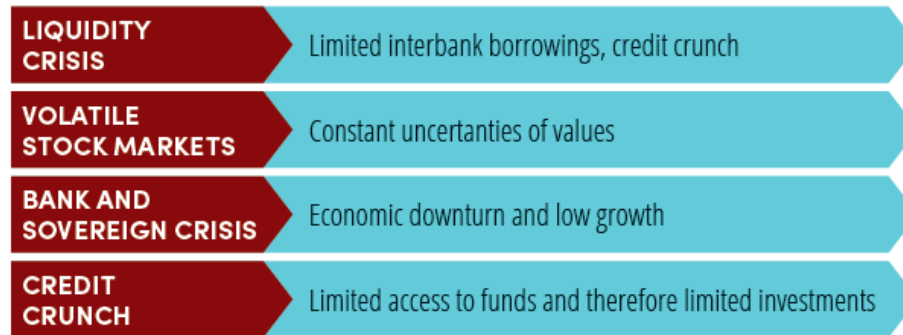 LIQUIDITY
CRISIS
Limited interbank borrowings, credit crunch
VOLATILE
STOCK MARKETS
Constant uncertanties of values
BANK AND
SOVEREIGN CRISIS
Economic downturn and low growth
CREDIT
CRUNCH
Limited access to funds and therefore limited investments